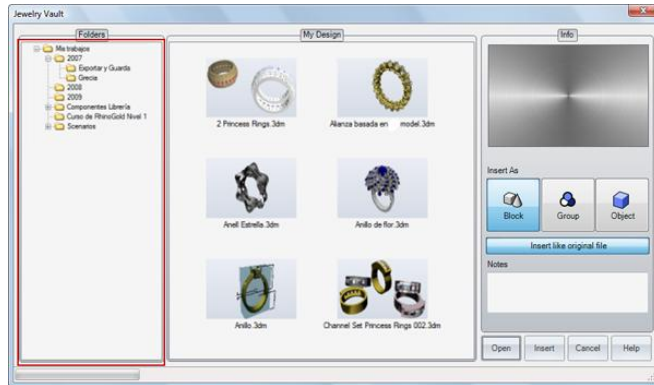 Jewelry Vault
Folders
Mis trabajos
2007
Exportar y Guarda
Grecia
2008
2009
Componentes Librería
Curso de RhinoGold Nivel 1
Scenarios
My Design
2 Princess Rings.3dm
Alianza basada en model.3dm
Anell Estrella.3dm
Anillo de flor.3dm
Anillo.3dm
Channel Set Princess Rings 002.3dm
Info
Insert As
Block
Group
Object
Insert like original file
Notes
Open
Insert
Cancel
Help